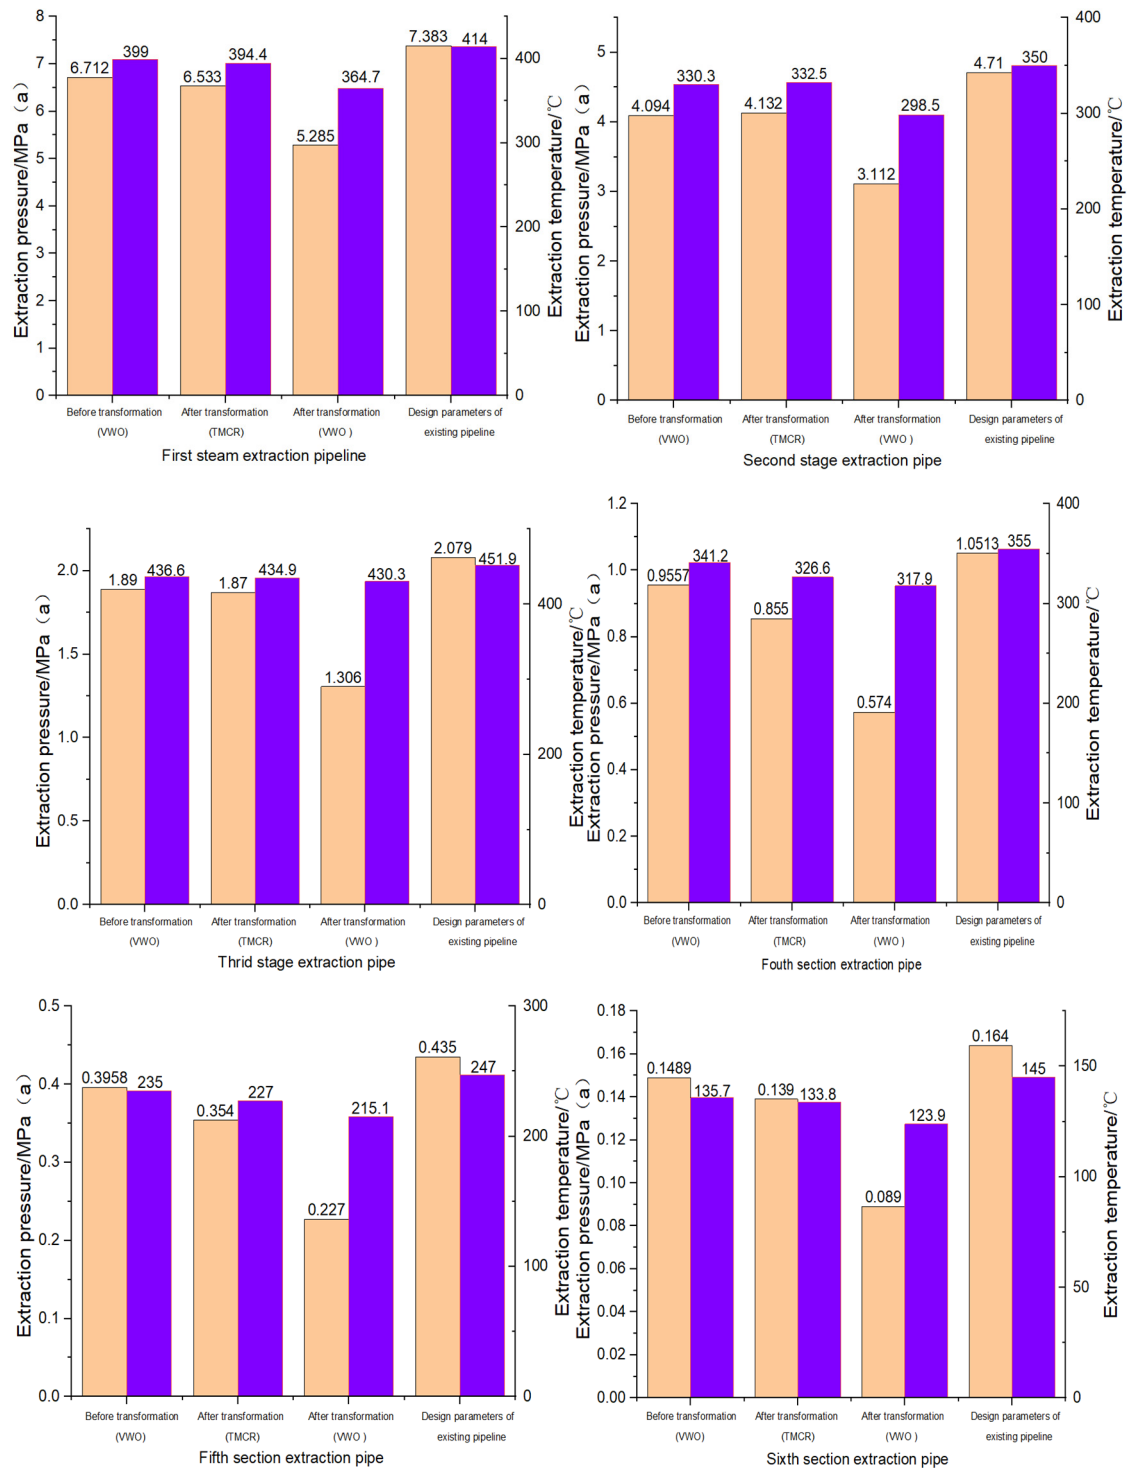 8
7
6
5
4
3
2
1
0
Extraction pressure/MPa（a）
6.712
399
6.533
394.4
5.285
364.7
7.383
414
400
300
200
100
0
Extraction temperature/℃
Before transformation
(VWO)
After transformation
(TMCR)
After transformation
(VWO )
Design parameters of
existing pipeline
First steam extraction pipeline
5
4
3
2
1
0
Extraction pressure/MPa（a）
4.094
330.3
4.132
332.5
3.112
298.5
4.71
350
400
300
200
100
0
Extraction temperature/℃
Before transformation
(VWO)
After transformation
(TMCR)
After transformation
(VWO )
Design parameters of
existing pipeline
Second stage extraction pipe
2.0
1.5
1.0
0.5
0.0
Extraction pressure/MPa（a）
1.89
436.6
1.87
434.9
1.306
430.3
2.079
451.9
400
200
0
Extraction temperature/℃
Before transformation
(VWO)
After transformation
(TMCR)
After transformation
(VWO )
Design parameters of
existing pipeline
Thrid stage extraction pipe
1.2
1.0
0.8
0.6
0.4
0.2
0.0
Extraction pressure/MPa（a）
0.9557
341.2
0.855
326.6
0.574
317.9
1.0513
355
400
300
200
100
0
Extraction temperature/℃
Before transformation
(VWO)
After transformation
(TMCR)
After transformation
(VWO )
Design parameters of
existing pipeline
Fouth section extraction pipe
0.5
0.4
0.3
0.2
0.1
0.0
Extraction pressure/MPa（a）
0.3958
235
0.354
227
0.227
215.1
0.435
247
300
200
100
0
Extraction temperature/℃
Before transformation
(VWO)
After transformation
(TMCR)
After transformation
(VWO )
Design parameters of
existing pipeline
Fifth section extraction pipe
0.18
0.16
0.14
0.12
0.10
0.08
0.06
0.04
0.02
0.00
Extraction pressure/MPa（a）
0.1489
135.7
0.139
133.8
0.089
123.9
0.164
145
150
100
50
0
Extraction temperature/℃
Before transformation
(VWO)
After transformation
(TMCR)
After transformation
(VWO )
Design parameters of
existing pipeline
Sixth section extraction pipe